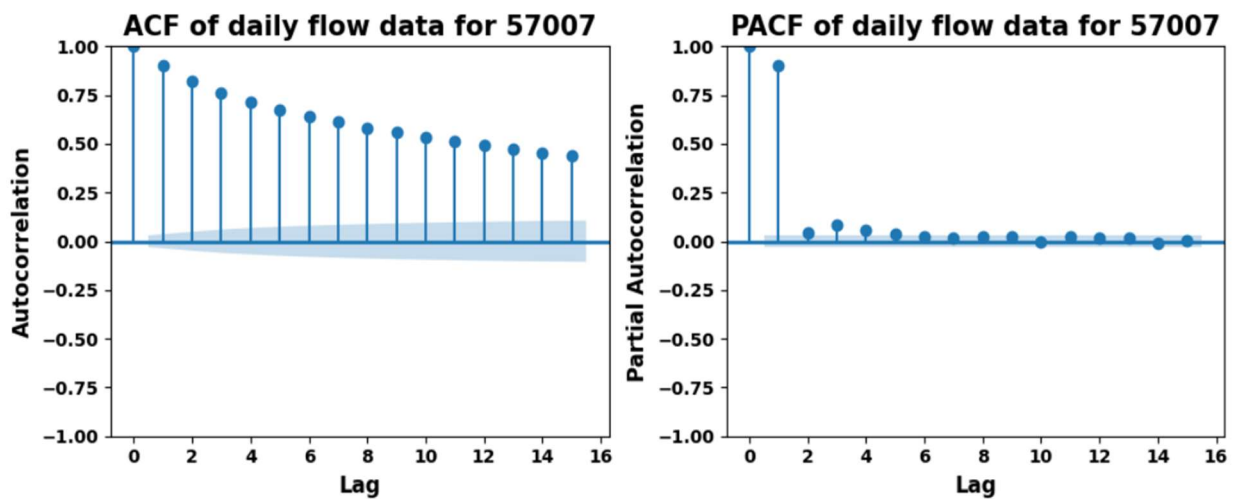 ACF of daily flow data for 57007
1.00
0.75
0.50
0.25
0.00
−0.25
−0.50
−0.75
−1.00
Autocorrelation
0 2 4 6 8 10 12 14 16
Lag
PACF of daily flow data for 57007
1.00
0.75
0.50
0.25
0.00
−0.25
−0.50
−0.75
−1.00
Partial Autocorrelation
0 2 4 6 8 10 12 14 16
Lag